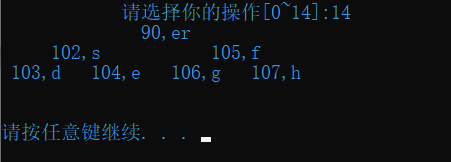 请选择你的操作[0~14]:14
90,er
102,s 105,f
103,d 104,e 106,g 107,h
请按任意键继续. . .